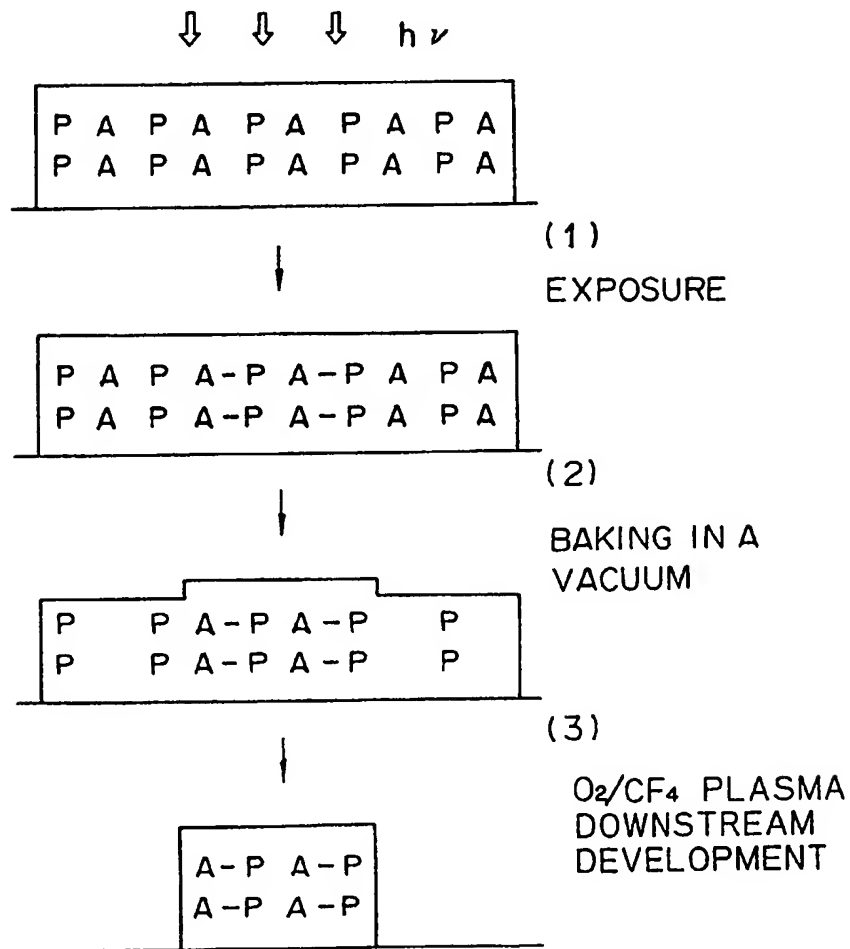 hν
P A P A P A P A P A
P A P A P A P A P A
(1)
EXPOSURE
P A P A-P A-P A P A
P A P A-P A-P A P A
(2)
BAKING IN A
VACUUM
P P A-P A-P P
P P A-P A-P P
(3)
O₂/CF₄ PLASMA
DOWNSTREAM
DEVELOPMENT
A-P A-P
A-P A-P